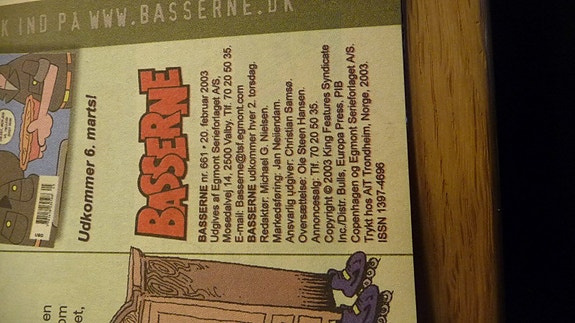 K IND PÅ WWW.BASSERNE.DK
Udkommer 6. marts!
BASSERNE
BASSERNE nr. 661 • 20. februar 2003
Udgives af Egmont Serieforlaget A/S,
Mosedalvej 14, 2500 Valby, Tlf. 70 20 50 35.
E-mail: Basserne@tsf.egmont.com
BASSERNE udkommer hver 2. torsdag.
Redaktør: Michael G. Nielsen.
Markedsføring: Jan Neiiendam.
Ansvarlig udgiver: Christian Samsø.
Oversættelse: Ole Steen Hansen.
Annoncesalg: Tlf. 70 20 50 35.
Copyright © 2003 King Features Syndicate
Inc./Distr. Bulls, Europa Press, PIB
Copenhagen og Egmont Serieforlaget A/S.
Trykt hos AIT Trondheim, Norge, 2003.
ISSN 1397-4696
en
om
et,